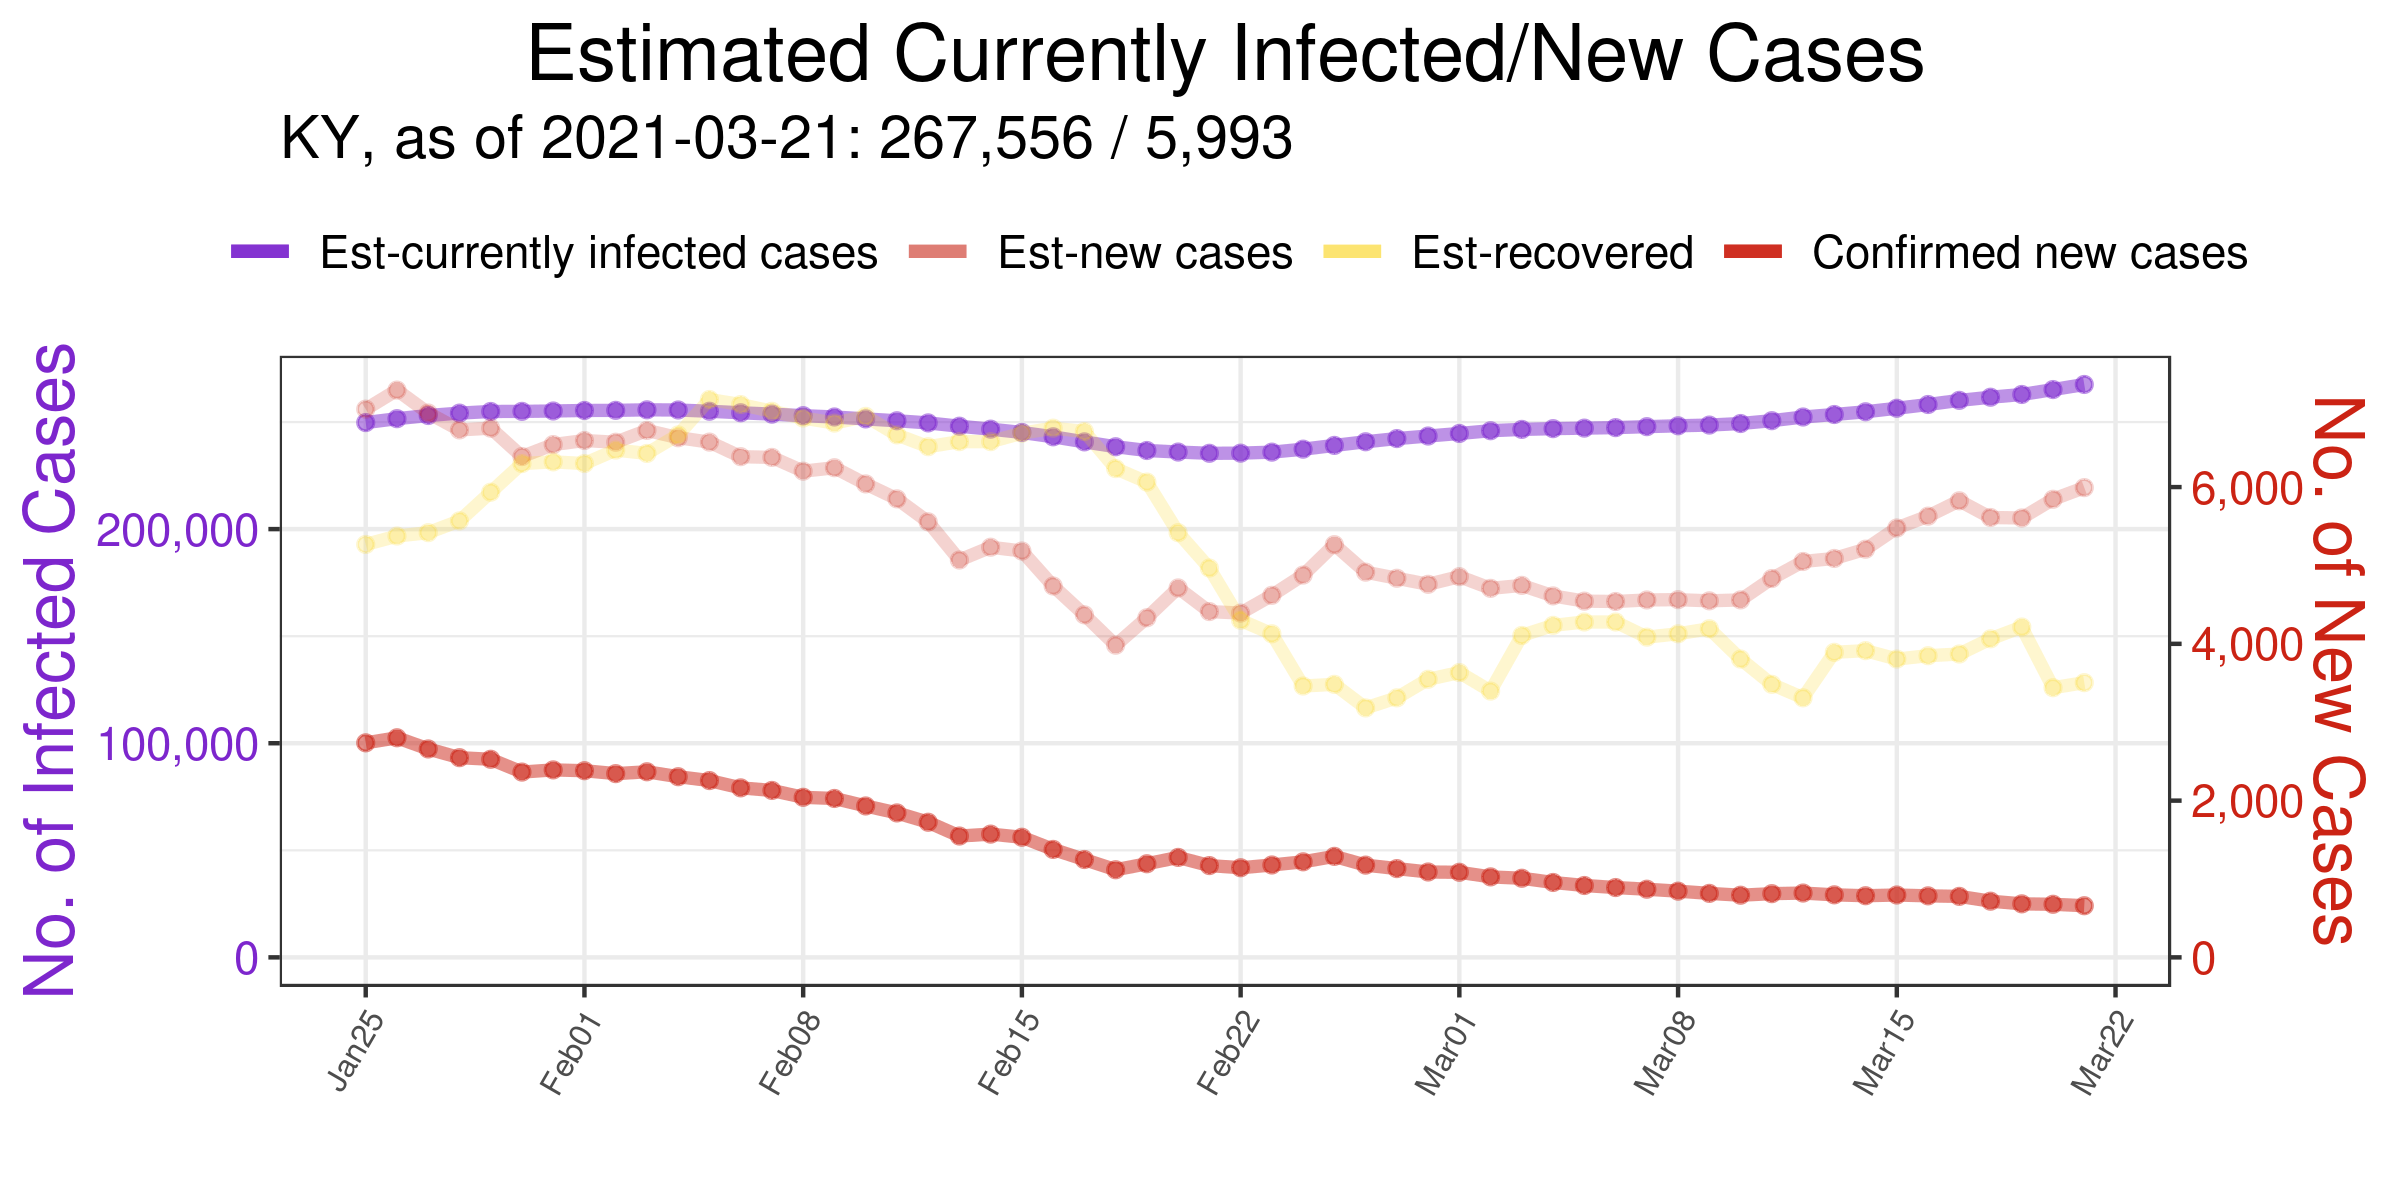 Estimated Currently Infected/New Cases
KY, as of 2021-03-21: 267,556 / 5,993
Est-currently infected cases Est-new cases Est-recovered Confirmed new cases
No. of Infected Cases
200,000
100,000
0
6,000
4,000
2,000
0
No. of New Cases
Jan25 Feb01 Feb08 Feb15 Feb22 Mar01 Mar08 Mar15 Mar22